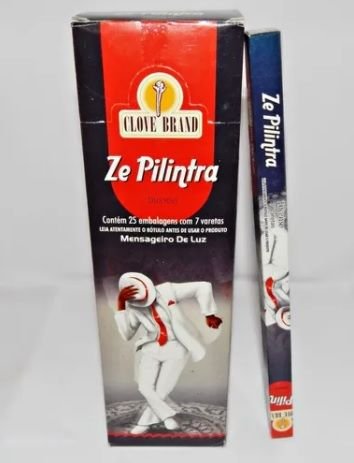 CLOVE BRAND
Ze Pilintra
Contém 25 embalagens com 7 varetas
LEIA ATENTAMENTE O RÓTULO ANTES DE USAR O PRODUTO
Mensageiro De Luz
Ze Pilintra